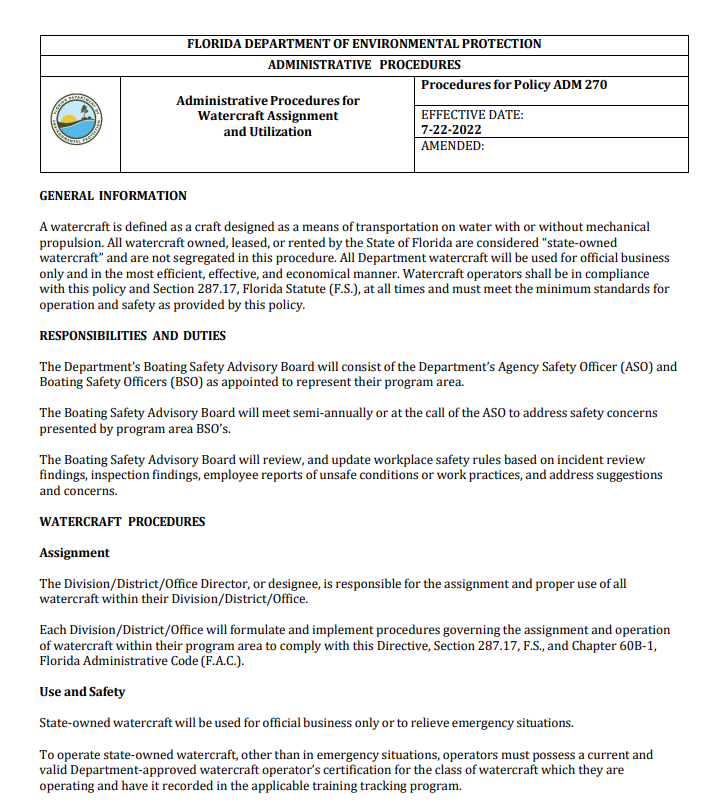 FLORIDA DEPARTMENT OF ENVIRONMENTAL PROTECTION
ADMINISTRATIVE PROCEDURES
FLORIDA DEPARTMENT OF
ENVIRONMENTAL PROTECTION
Administrative Procedures for
Watercraft Assignment
and Utilization
Procedures for Policy ADM 270
EFFECTIVE DATE:
7-22-2022
AMENDED:
GENERAL INFORMATION
A watercraft is defined as a craft designed as a means of transportation on water with or without mechanical
propulsion. All watercraft owned, leased, or rented by the State of Florida are considered “state-owned
watercraft” and are not segregated in this procedure. All Department watercraft will be used for official business
only and in the most efficient, effective, and economical manner. Watercraft operators shall be in compliance
with this policy and Section 287.17, Florida Statute (F.S.), at all times and must meet the minimum standards for
operation and safety as provided by this policy.
RESPONSIBILITIES AND DUTIES
The Department’s Boating Safety Advisory Board will consist of the Department’s Agency Safety Officer (ASO) and
Boating Safety Officers (BSO) as appointed to represent their program area.
The Boating Safety Advisory Board will meet semi-annually or at the call of the ASO to address safety concerns
presented by program area BSO’s.
The Boating Safety Advisory Board will review, and update workplace safety rules based on incident review
findings, inspection findings, employee reports of unsafe conditions or work practices, and address suggestions
and concerns.
WATERCRAFT PROCEDURES
Assignment
The Division/District/Office Director, or designee, is responsible for the assignment and proper use of all
watercraft within their Division/District/Office.
Each Division/District/Office will formulate and implement procedures governing the assignment and operation
of watercraft within their program area to comply with this Directive, Section 287.17, F.S., and Chapter 60B-1,
Florida Administrative Code (F.A.C.).
Use and Safety
State-owned watercraft will be used for official business only or to relieve emergency situations.
To operate state-owned watercraft, other than in emergency situations, operators must possess a current and
valid Department-approved watercraft operator’s certification for the class of watercraft which they are
operating and have it recorded in the applicable training tracking program.